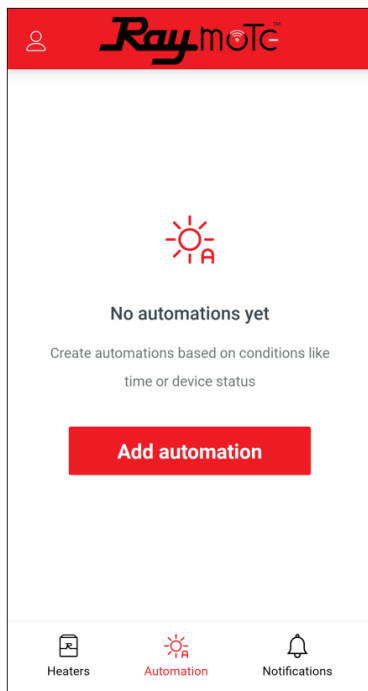 Raymote™
No automations yet
Create automations based on conditions like
time or device status
Add automation
A
R
A
Heaters
Automation
Notifications